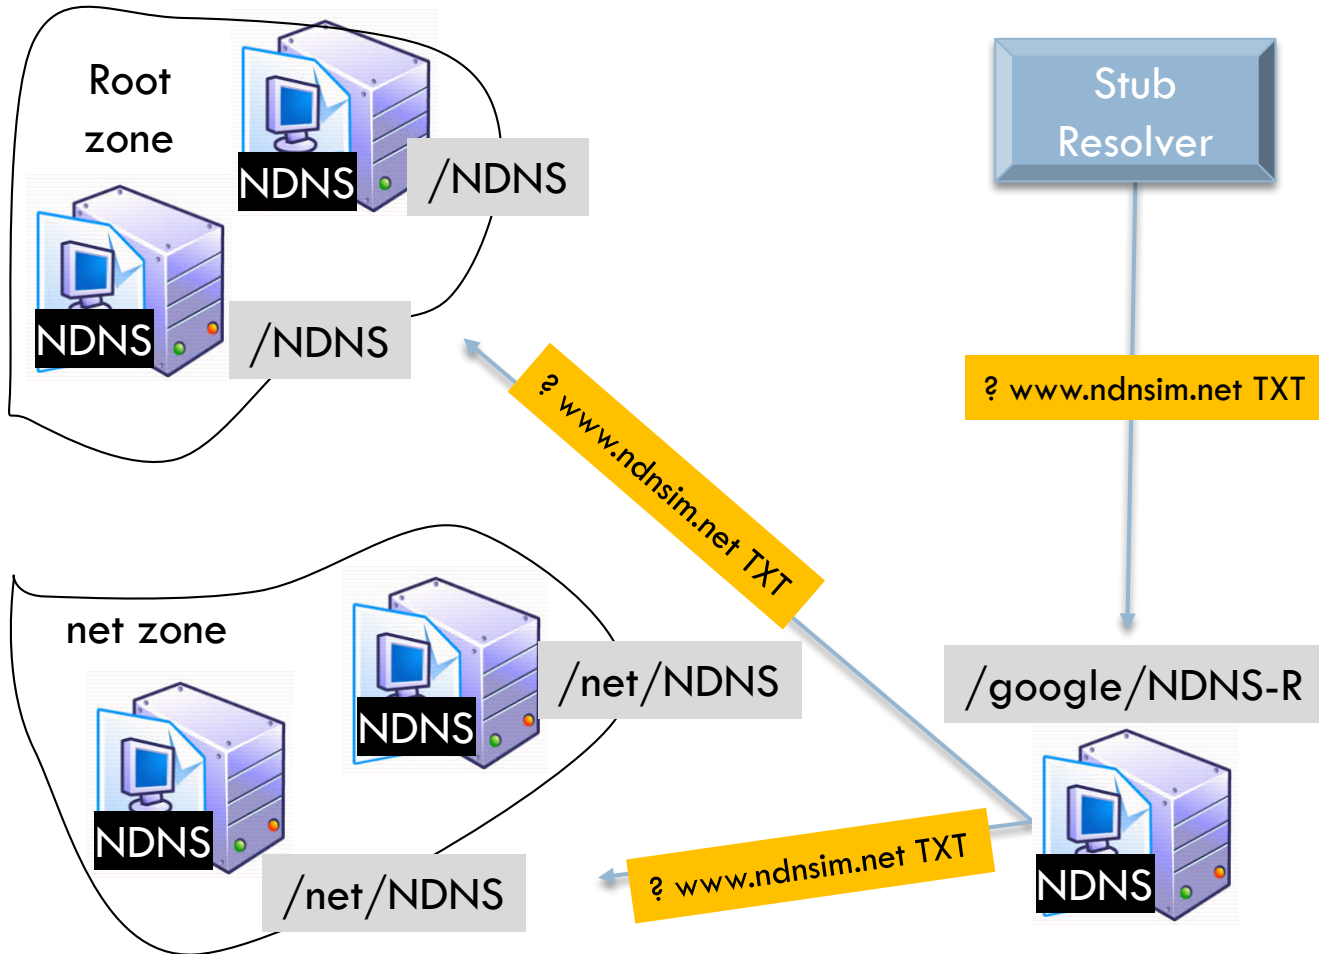 Root
zone
NDNS
/NDNS
NDNS
/NDNS
Stub
Resolver
? www.ndnsim.net TXT
? www.ndnsim.net TXT
net zone
NDNS
/net/NDNS
NDNS
/net/NDNS
? www.ndnsim.net TXT
/google/NDNS-R
NDNS